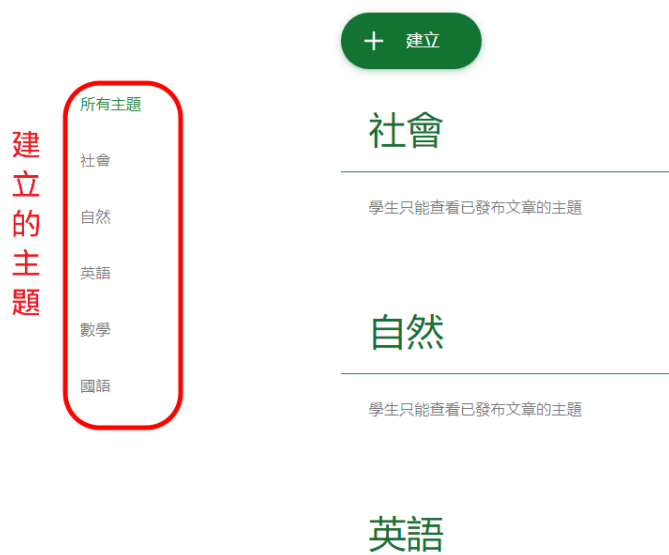 建立的主題
所有主題
社會
自然
英語
數學
國語
建立
社會
學生只能查看已發布文章的主題
自然
學生只能查看已發布文章的主題
英語